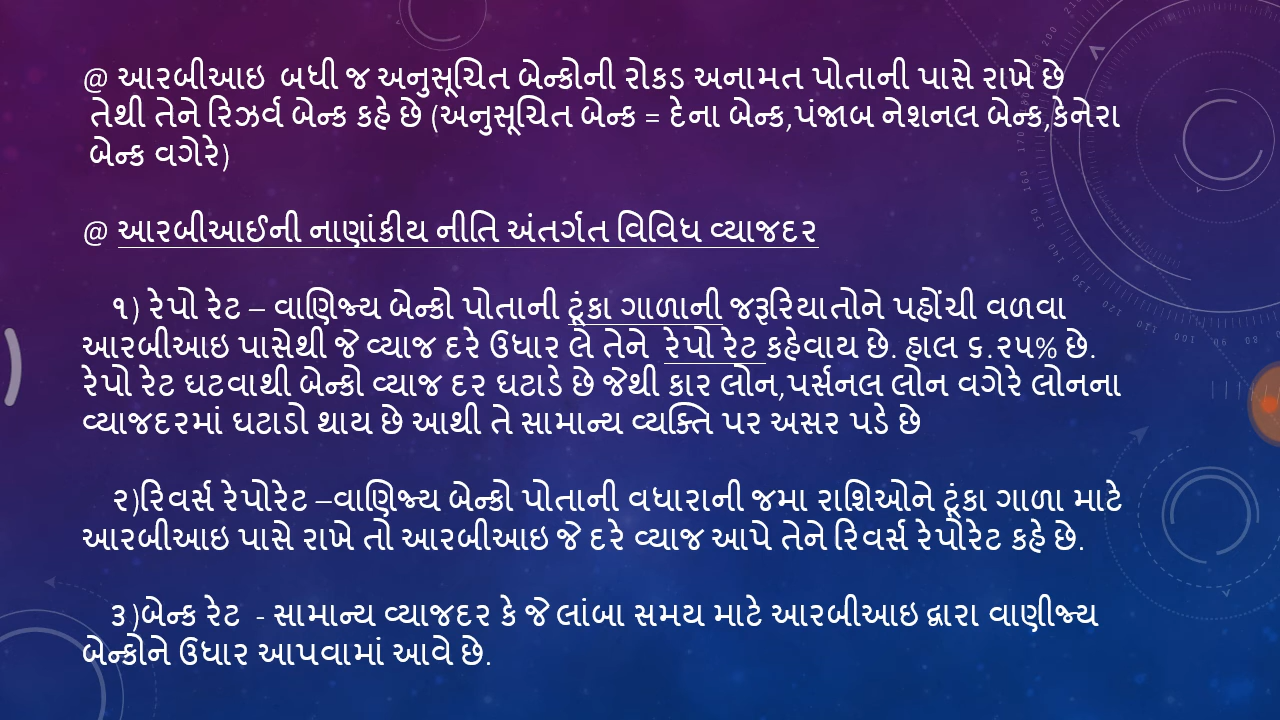 @ આરબીઆઇ  બધી જ અનુસૂચિત બેન્કોની રોકડ અનામત પોતાની પાસે રાખે છે
તેથી તેને રિઝર્વ બેન્ક કહે છે (અનુસૂચિત બેન્ક = દેના બેન્ક,પંજાબ નેશનલ બેન્ક,કેનેરા
બેન્ક વગેરે)
@ આરબીઆઈની નાણાંકીય નીતિ અંતર્ગત વિવિધ વ્યાજદર
૧) રેપો રેટ – વાણિજ્ય બેન્કો પોતાની ટૂંકા ગાળાની જરૂરિયાતોને પહોંચી વળવા
આરબીઆઇ પાસેથી જે વ્યાજ દરે ઉધાર લે તેને  રેપો રેટ કહેવાય છે. હાલ ૬.૨૫% છે.
રેપો રેટ ઘટવાથી બેન્કો વ્યાજ દર ઘટાડે છે જેથી કાર લોન,પર્સનલ લોન વગેરે લોનના
વ્યાજદરમાં ઘટાડો થાય છે આથી તે સામાન્ય વ્યક્તિ પર અસર પડે છે
૨)રિવર્સ રેપોરેટ –વાણિજ્ય બેન્કો પોતાની વધારાની જમા રાશિઓને ટૂંકા ગાળા માટે
આરબીઆઇ પાસે રાખે તો આરબીઆઇ જે દરે વ્યાજ આપે તેને રિવર્સ રેપોરેટ કહે છે.
૩)બેન્ક રેટ  - સામાન્ય વ્યાજદર કે જે લાંબા સમય માટે આરબીઆઇ દ્વારા વાણીજ્ય
બેન્કોને ઉધાર આપવામાં આવે છે.